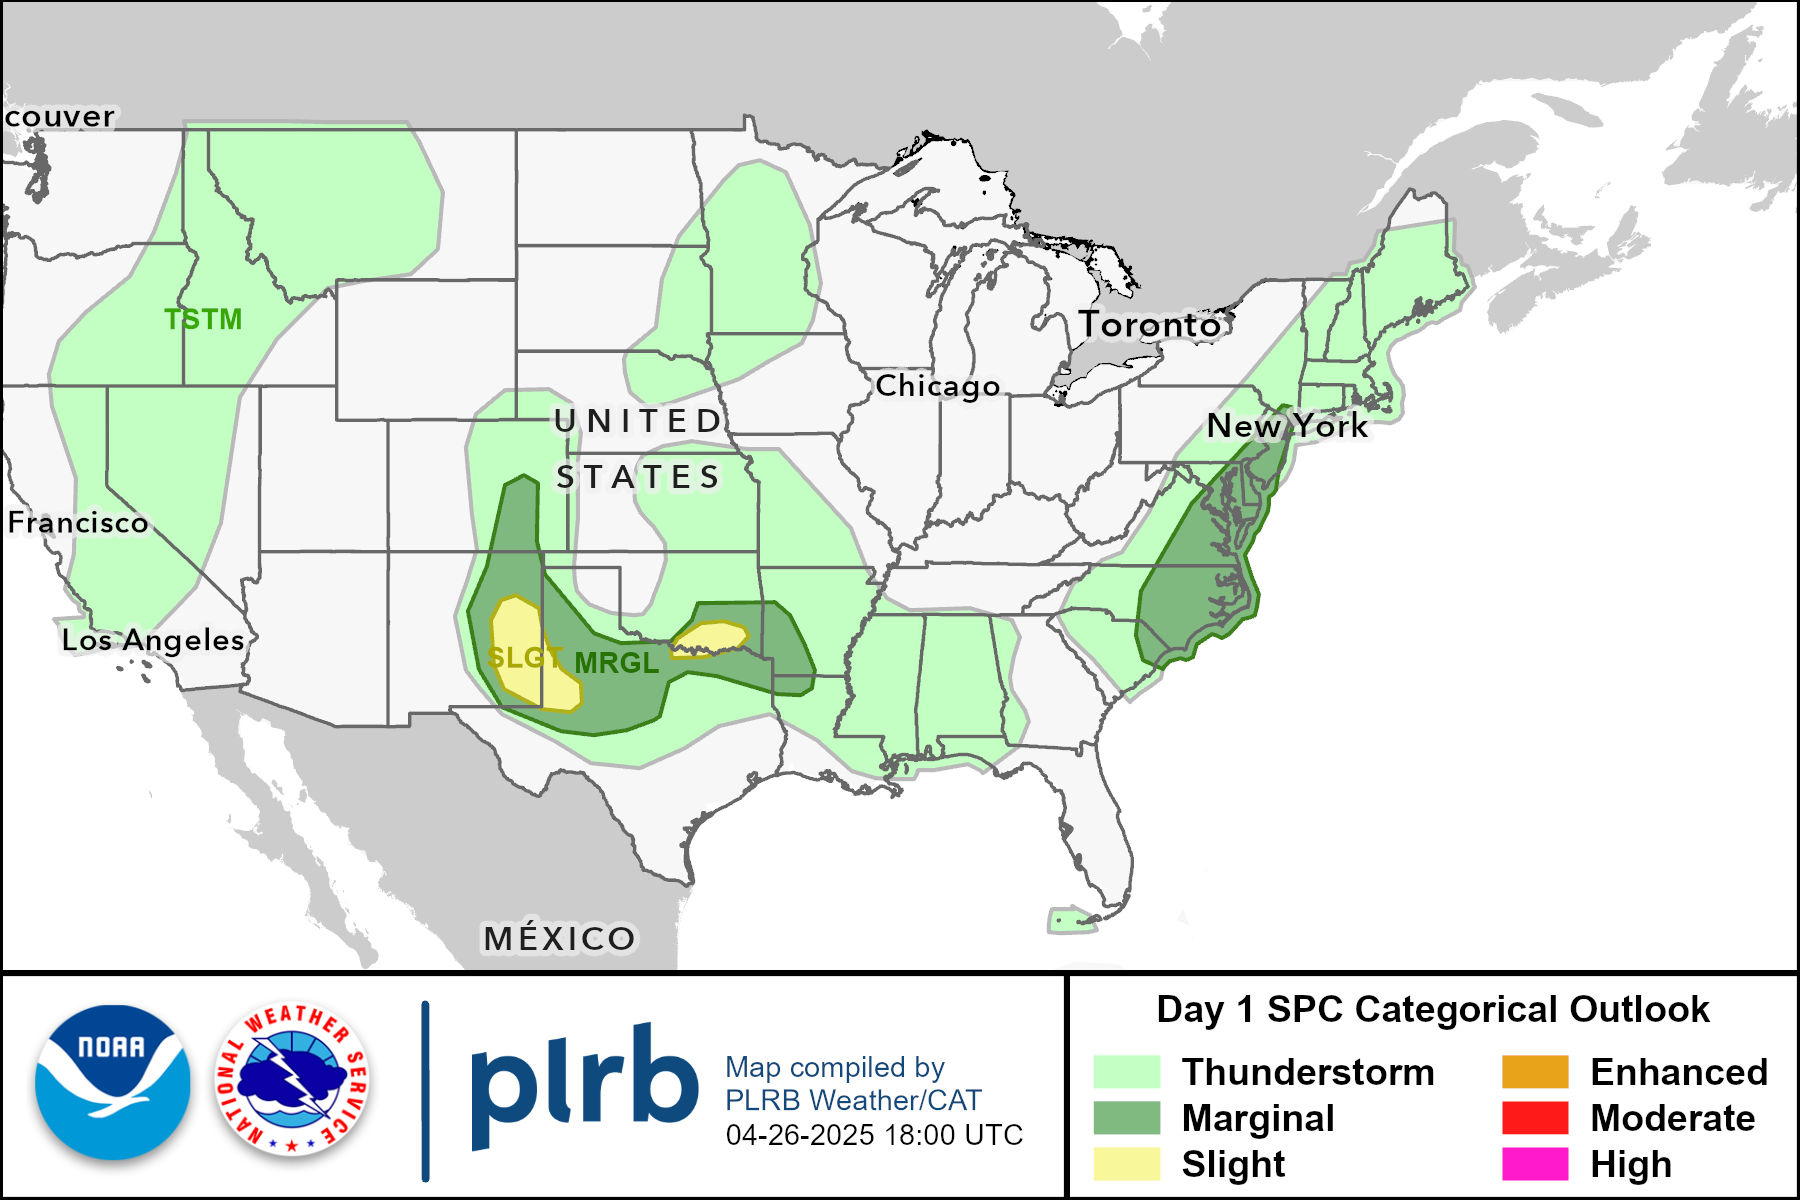 couver
TSTM
Toronto
Chicago
UNITED
New York
STATES
Francisco
Los Angeles
SLGT
MRGL
MÉXICO
NOAA
NATIONAL WEATHER SERVICE
plrb
Map compiled by
PLRB Weather/CAT
04-26-2025 18:00 UTC
Day 1 SPC Categorical Outlook
Thunderstorm
Enhanced
Marginal
Moderate
Slight
High